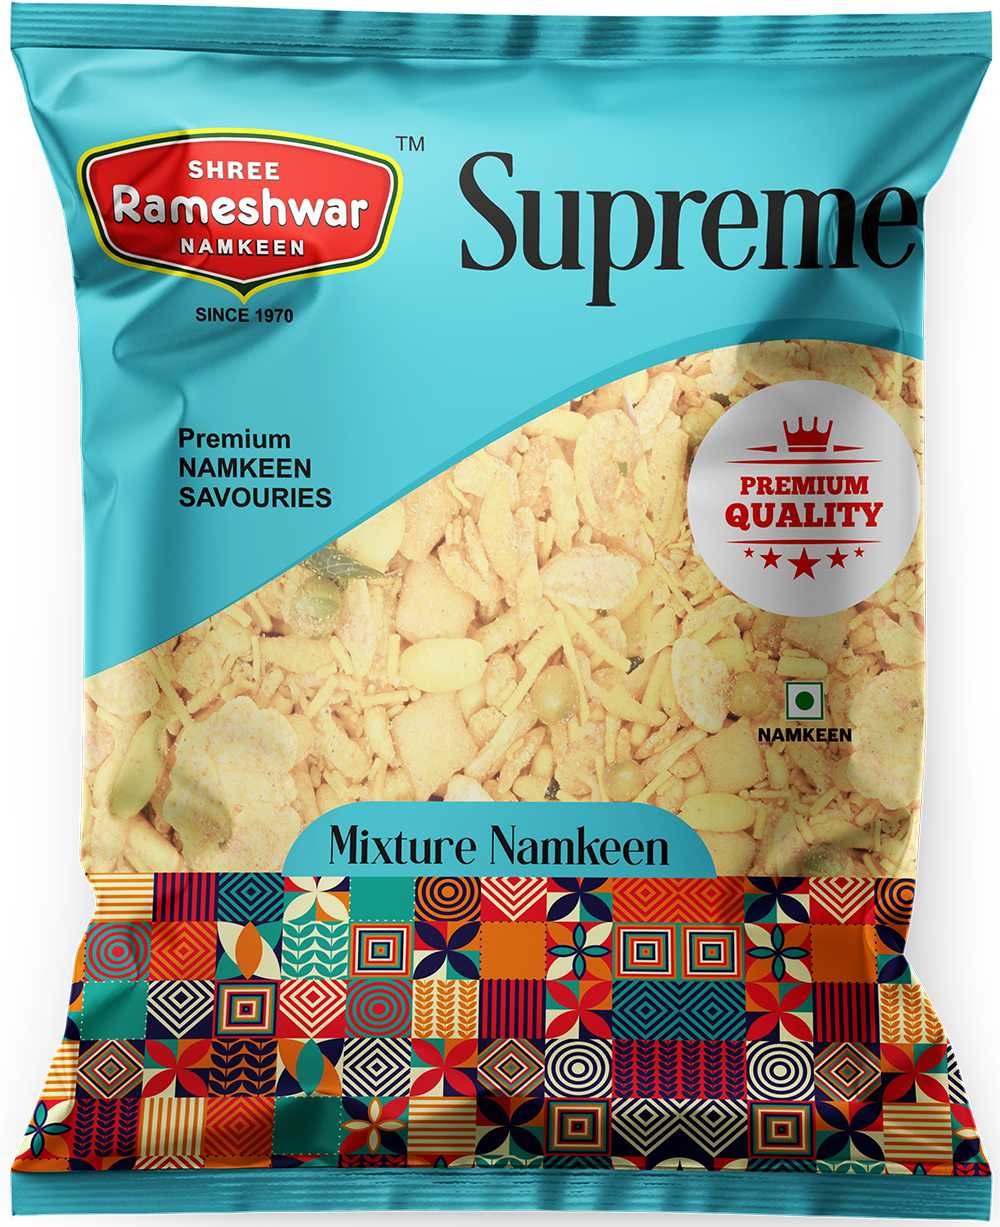 SHREE
Rameshwar
NAMKEEN
TM
SINCE 1970
Supreme
Premium
NAMKEEN
SAVOURIES
PREMIUM
QUALITY
NAMKEEN
Mixture Namkeen